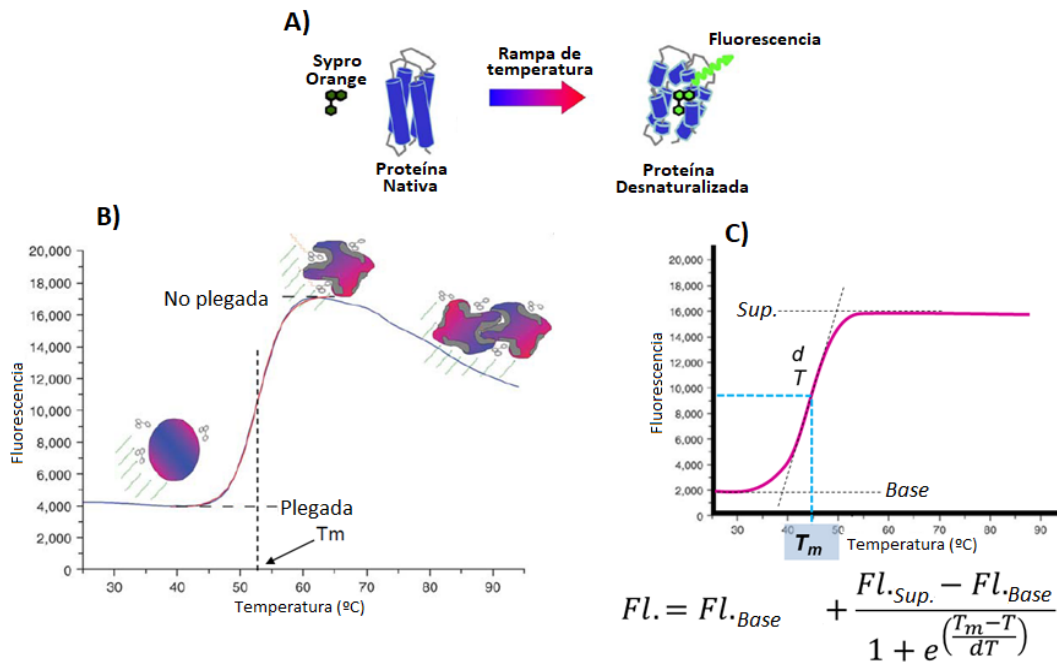 A)
Sypro
Orange
Proteína
Nativa
Rampa de
temperatura
Fluorescencia
Proteína
Desnaturalizada
B)
Fluorescencia
20,000
18,000
16,000
14,000
12,000
10,000
8,000
6,000
4,000
2,000
0
No plegada
Plegada
Tm
30 40 50 60 70 80 90
Temperatura (ºC)
C)
Fluorescencia
20,000
18,000
16,000
14,000
12,000
10,000
8,000
6,000
4,000
2,000
0
Sup.
d
T
Base
30 40 50 60 70 80 90
Tm
Temperatura (ºC)
Fl. = Fl.Base + (Fl.Sup. − Fl.Base) / (1 + e^((Tm−T)/dT))